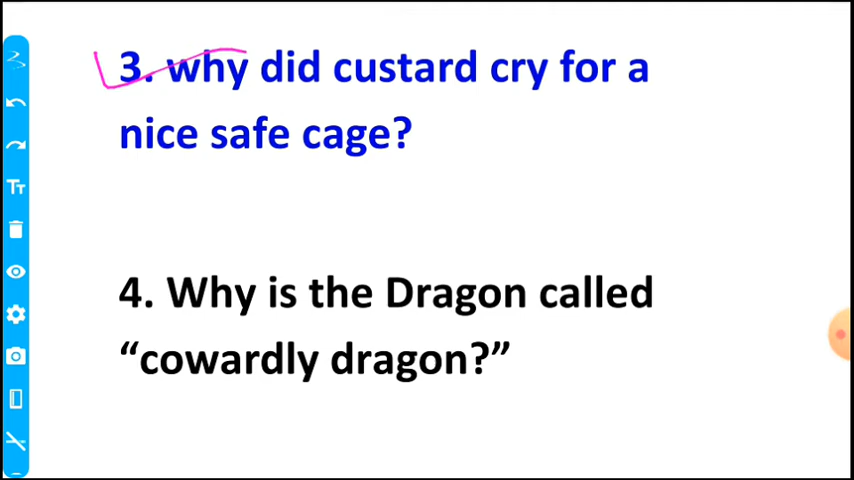 3. why did custard cry for a
nice safe cage?
4. Why is the Dragon called
“cowardly dragon?”